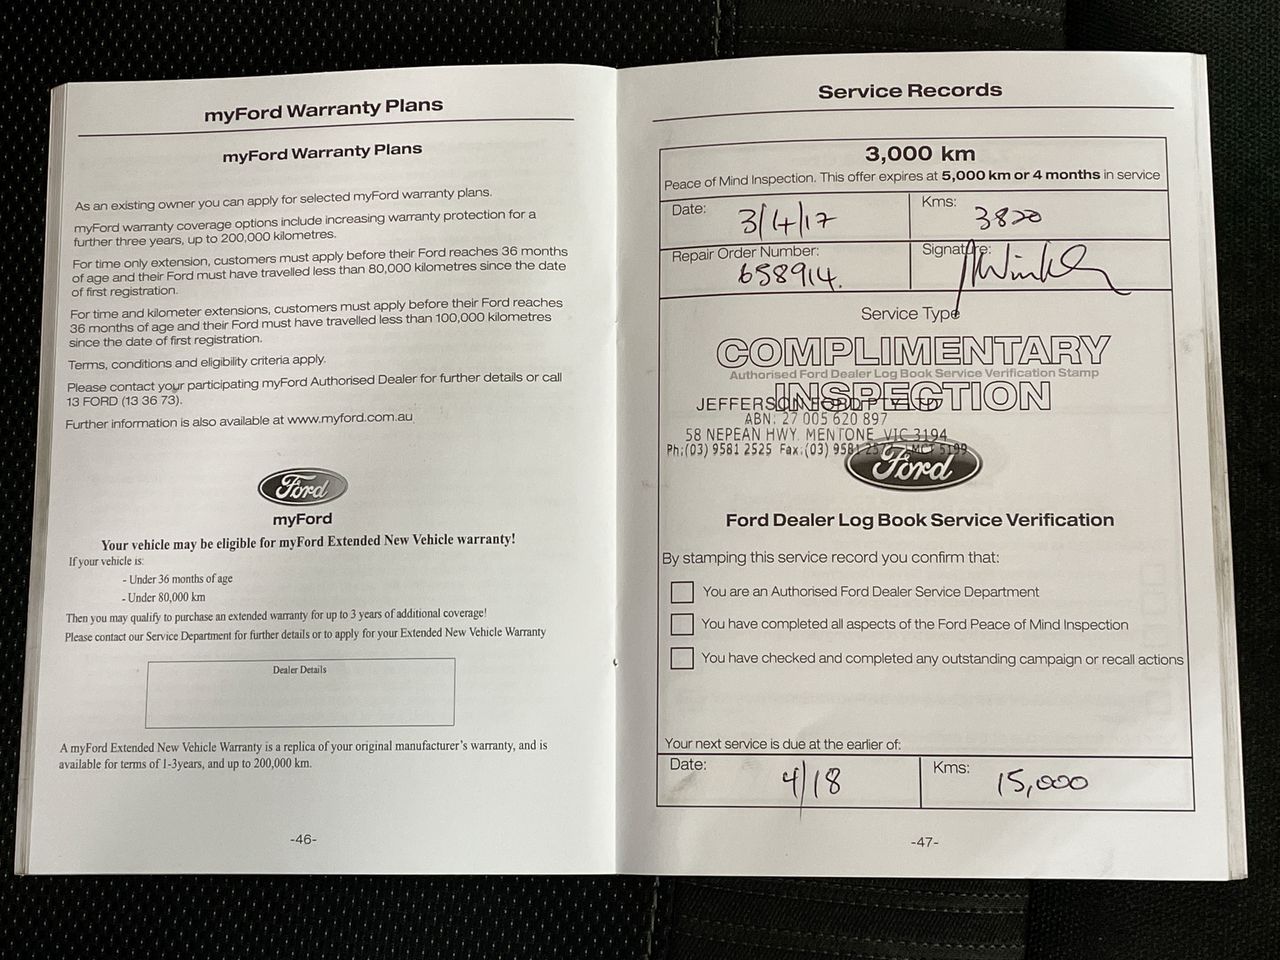 myFord Warranty Plans
myFord Warranty Plans
As an existing owner you can apply for selected myFord warranty plans.
myFord warranty coverage options include increasing warranty protection for a
further three years, up to 200,000 kilometres.
For time only extension, customers must apply before their Ford reaches 36 months
of age and their Ford must have travelled less than 80,000 kilometres since the date
of first registration.
For time and kilometer extensions, customers must apply before their Ford reaches
36 months of age and their Ford must have travelled less than 100,000 kilometres
since the date of first registration.
Terms, conditions and eligibility criteria apply.
Please contact your participating myFord Authorised Dealer for further details or call
13 FORD (13 36 73).
Further information is also available at www.myford.com.au
Ford
myFord
Your vehicle may be eligible for myFord Extended New Vehicle warranty!
If your vehicle is:
- Under 36 months of age
- Under 80,000 km
Then you may qualify to purchase an extended warranty for up to 3 years of additional coverage!
Please contact our Service Department for further details or to apply for your Extended New Vehicle Warranty
Dealer Details
A myFord Extended New Vehicle Warranty is a replica of your original manufacturer's warranty, and is
available for terms of 1-3years, and up to 200,000 km.
-46-
Service Records
3,000 km
Peace of Mind Inspection. This offer expires at 5,000 km or 4 months in service
Date: 3/4/17 Kms: 3820
Repair Order Number: 658914. Signature:
Service Type
COMPLIMENTARY
Authorised Ford Dealer Log Book Service Verification Stamp
INSPECTION
JEFFERSON FORD PTY LTD
ABN: 27 005 620 897
58 NEPEAN HWY. MENTONE, VIC 3194
Ph:(03) 9581 2525 Fax:(03) 9581 LMCT 5199
Ford
Ford Dealer Log Book Service Verification
By stamping this service record you confirm that:
You are an Authorised Ford Dealer Service Department
You have completed all aspects of the Ford Peace of Mind Inspection
You have checked and completed any outstanding campaign or recall actions
Your next service is due at the earlier of:
Date: 4/18 Kms: 15,000
-47-